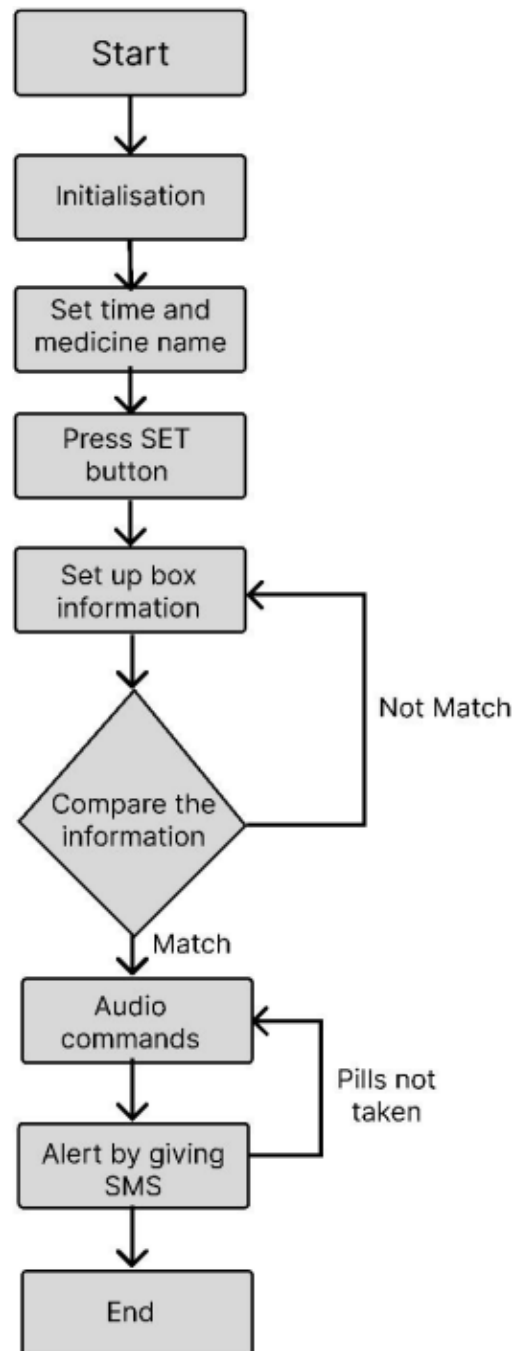 Start
Initialisation
Set time and
medicine name
Press SET
button
Set up box
information
Not Match
Compare the
information
Match
Audio
commands
Pills not
taken
Alert by giving
SMS
End